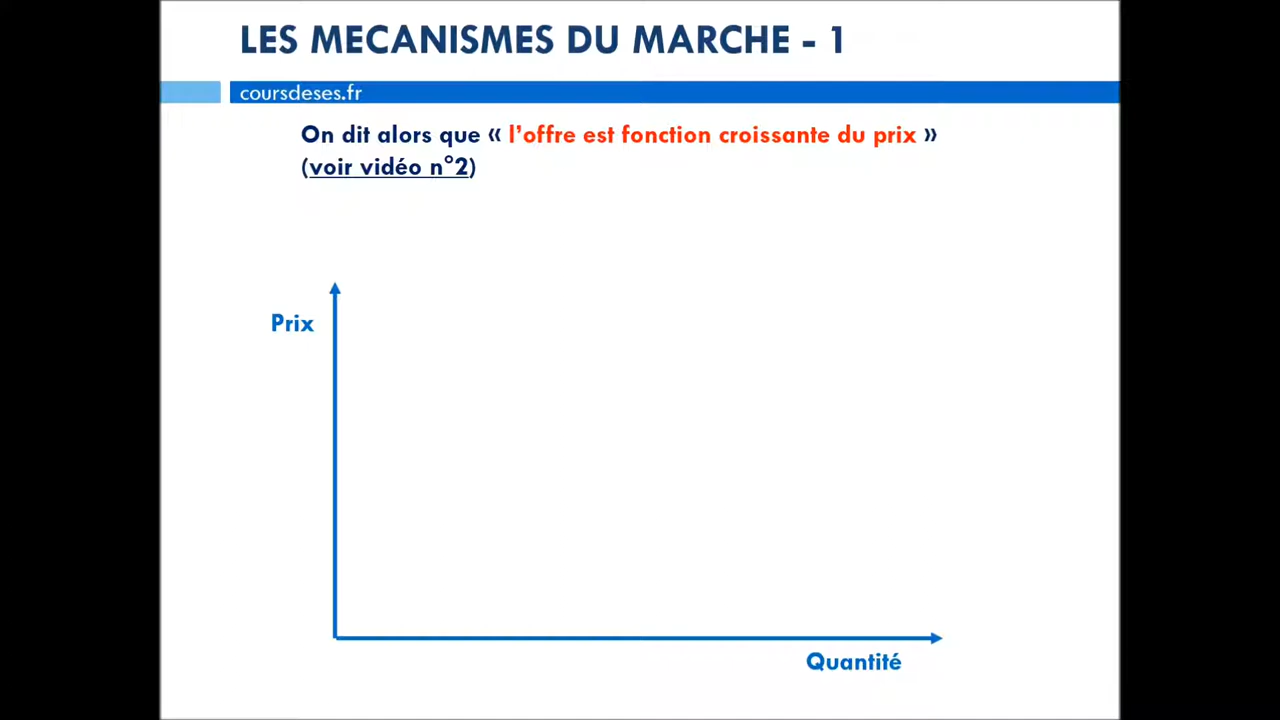 LES MECANISMES DU MARCHE - 1
coursdeses.fr
On dit alors que « l’offre est fonction croissante du prix »
(voir vidéo n°2)
Prix
Quantité